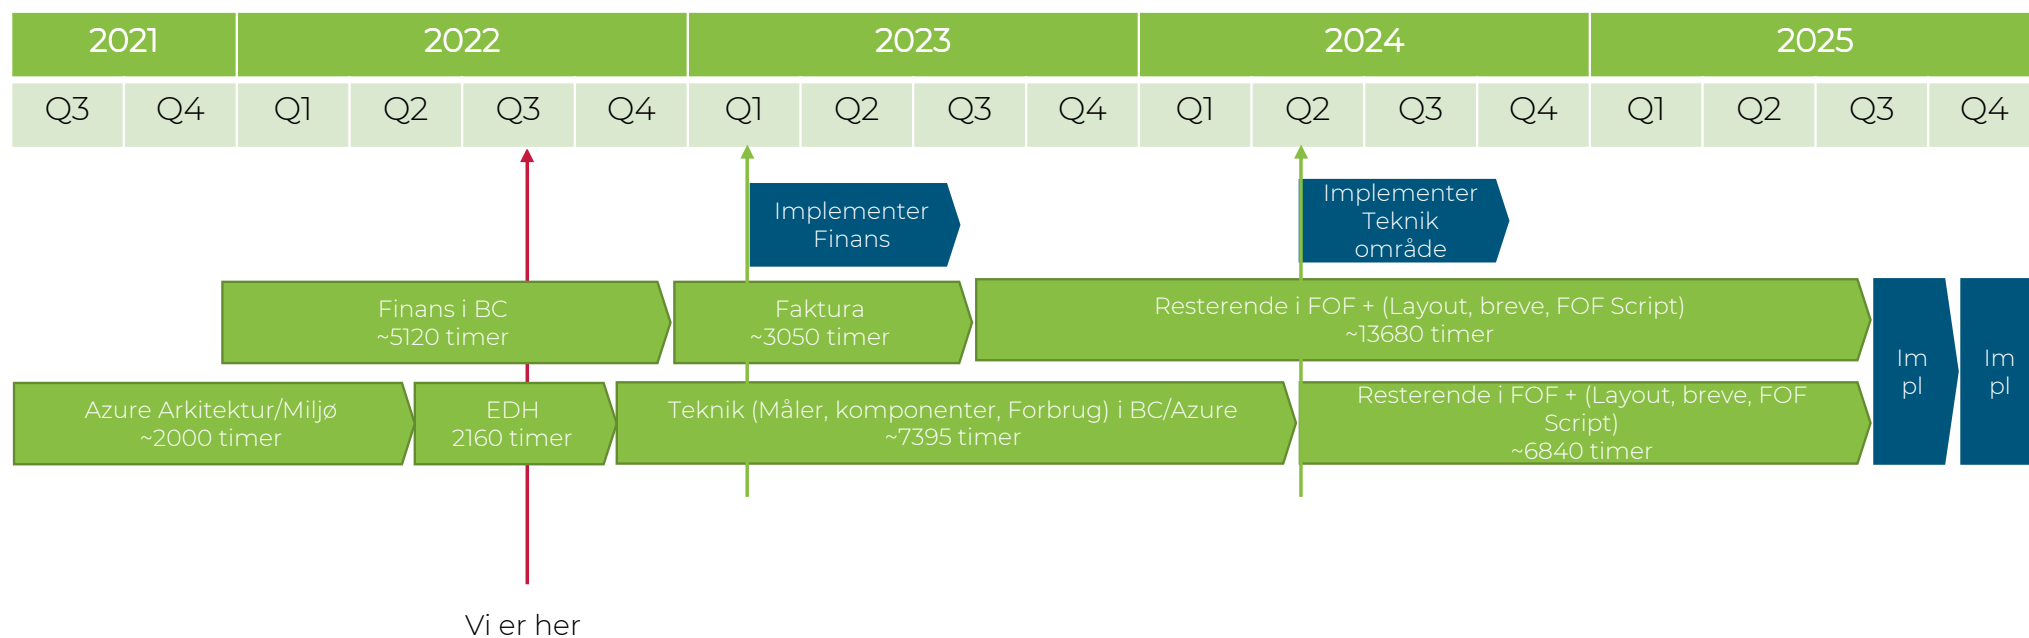 2021 2022 2023 2024 2025
Q3 Q4 Q1 Q2 Q3 Q4 Q1 Q2 Q3 Q4 Q1 Q2 Q3 Q4 Q1 Q2 Q3 Q4
Implementer
Finans
Implementer
Teknik
område
Finans i BC
~5120 timer
Faktura
~3050 timer
Resterende i FOF + (Layout, breve, FOF Script)
~13680 timer
Im
pl
Im
pl
Azure Arkitektur/Miljø
~2000 timer
EDH
2160 timer
Teknik (Måler, komponenter, Forbrug) i BC/Azure
~7395 timer
Resterende i FOF + (Layout, breve, FOF
Script)
~6840 timer
Vi er her